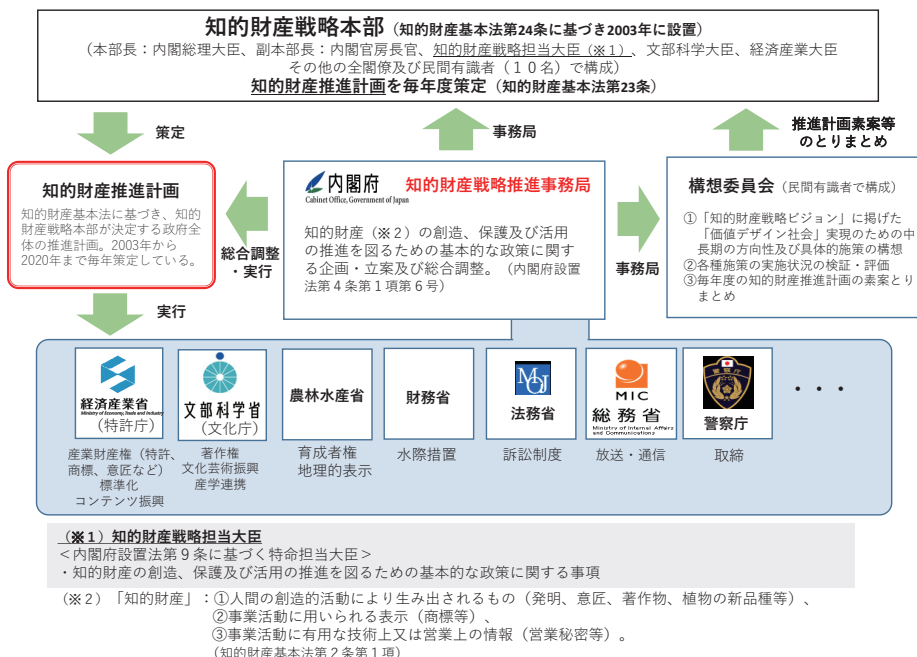 知的財産戦略本部（知的財産基本法第24条に基づき2003年に設置）
（本部長：内閣総理大臣、副本部長：内閣官房長官、知的財産戦略担当大臣（※１）、文部科学大臣、経済産業大臣
その他の全閣僚及び民間有識者（１０名）で構成）
知的財産推進計画を毎年度策定（知的財産基本法第23条）
策定
事務局
推進計画素案等
のとりまとめ
知的財産推進計画
知的財産基本法に基づき、知的
財産戦略本部が決定する政府全
体の推進計画。2003年から
2020年まで毎年策定している。
総合調整
・実行
内閣府
Cabinet Office, Government of Japan
知的財産戦略推進事務局
知的財産（※２）の創造、保護及び活用
の推進を図るための基本的な政策に関す
る企画・立案及び総合調整。（内閣府設置
法第４条第１項第６号）
事務局
構想委員会（民間有識者で構成）
①「知的財産戦略ビジョン」に掲げた
「価値デザイン社会」実現のための中
長期の方向性及び具体的施策の構想
②各種施策の実施状況の検証・評価
③毎年度の知的財産推進計画の素案とり
まとめ
実行
経済産業省
Ministry of Economy, Trade and Industry
（特許庁）
産業財産権（特許、
商標、意匠など）
標準化
コンテンツ振興
文部科学省
（文化庁）
著作権
文化芸術振興
産学連携
農林水産省
育成者権
地理的表示
財務省
水際措置
MOJ
法務省
訴訟制度
MIC
総務省
Ministry of Internal Affairs
and Communications
放送・通信
警察庁
警察庁
取締
・・・
（※１）知的財産戦略担当大臣
＜内閣府設置法第９条に基づく特命担当大臣＞
・知的財産の創造、保護及び活用の推進を図るための基本的な政策に関する事項
（※２）「知的財産」：①人間の創造的活動により生み出されるもの（発明、意匠、著作物、植物の新品種等）、
②事業活動に用いられる表示（商標等）、
③事業活動に有用な技術上又は営業上の情報（営業秘密等）。
（知的財産基本法第２条第１項）